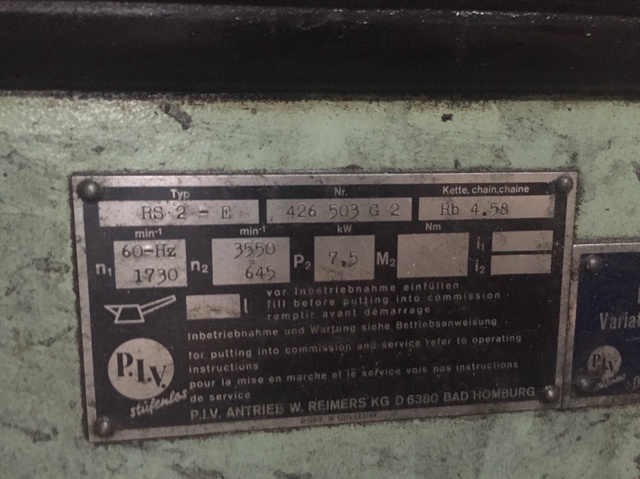 Typ Nr. Kette, chain, chaine
RS 2 - E 426 503 G 2 Rb 4.58
min-1 min-1 kW Nm
60-Hz 3550 i1
n1 1730 n2 645 P2 7,5 M2 i2
vor Inbetriebnahme einfüllen
l fill before putting into commission
remplir avant démarrage
Inbetriebnahme und Wartung siehe Betriebsanweisung
for putting into commission and service refer to operating
instructions
pour la mise en marche et le service vois nos instructions
de service
P.I.V. ANTRIEB W. REIMERS KG D 6380 BAD HOMBURG
P.I.V.
stufenlos
Variat
P.I.V.